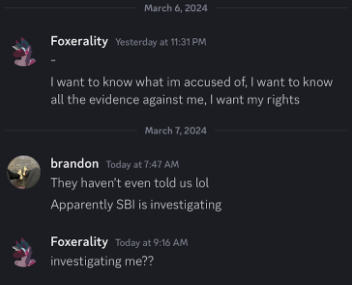 March 6, 2024
Foxerality Yesterday at 11:31 PM
-
I want to know what im accused of, I want to know
all the evidence against me, I want my rights
March 7, 2024
brandon Today at 7:47 AM
They haven't even told us lol
Apparently SBI is investigating
Foxerality Today at 9:16 AM
investigating me??